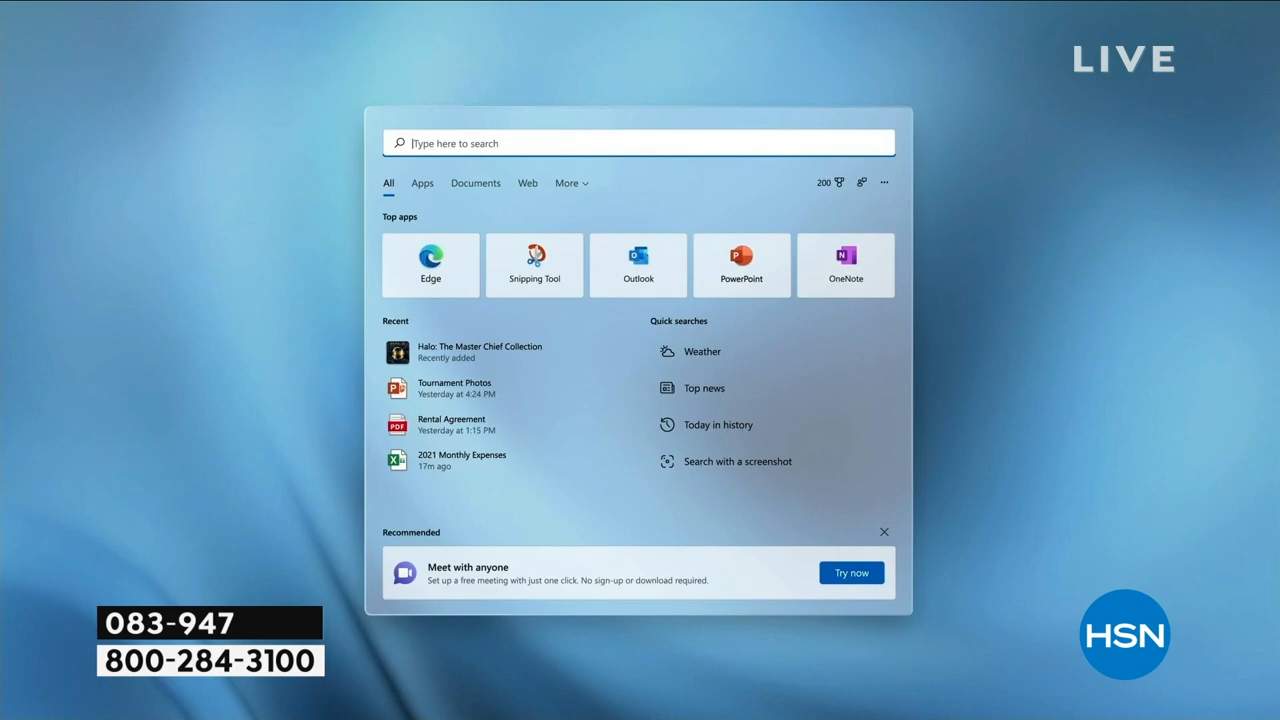 LIVE
Type here to search
All Apps Documents Web More
200
Top apps
Edge Snipping Tool Outlook PowerPoint OneNote
Recent
Halo: The Master Chief Collection
Recently added
Tournament Photos
Yesterday at 4:24 PM
PDF
Rental Agreement
Yesterday at 1:15 PM
2021 Monthly Expenses
17m ago
Quick searches
Weather
Top news
Today in history
Search with a screenshot
Recommended
Meet with anyone
Set up a free meeting with just one click. No sign-up or download required.
Try now
083-947
800-284-3100
HSN